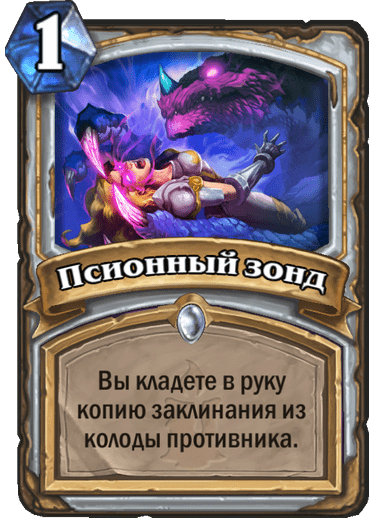 1
Псионный зонд
Вы кладете в руку
копию заклинания из
колоды противника.